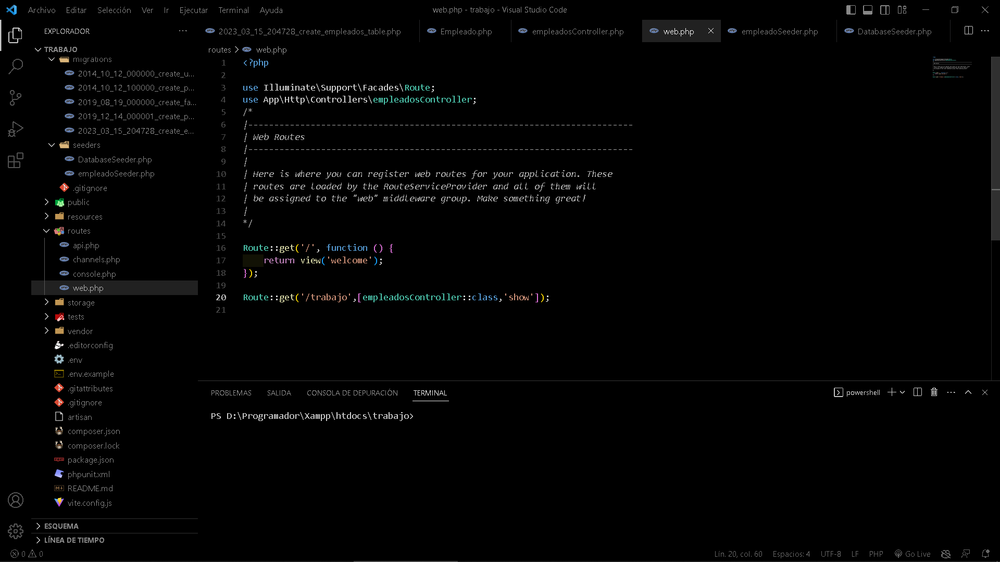 Archivo Editar Selección Ver Ir Ejecutar Terminal Ayuda
web.php - trabajo - Visual Studio Code
EXPLORADOR
TRABAJO
migrations
2014_10_12_000000_create_u...
2014_10_12_100000_create_p...
2019_08_19_000000_create_fa...
2019_12_14_000001_create_p...
2023_03_15_204728_create_e...
seeders
DatabaseSeeder.php
empleadoSeeder.php
.gitignore
public
resources
routes
api.php
channels.php
console.php
web.php
storage
tests
vendor
.editorconfig
.env
.env.example
.gitattributes
.gitignore
artisan
composer.json
composer.lock
package.json
phpunit.xml
README.md
vite.config.js
ESQUEMA
LÍNEA DE TIEMPO
2023_03_15_204728_create_empleados_table.php Empleado.php empleadosController.php web.php empleadoSeeder.php DatabaseSeeder.php
routes > web.php
1 <?php
2
3 use Illuminate\Support\Facades\Route;
4 use App\Http\Controllers\empleadosController;
5 /*
6 |--------------------------------------------------------------------------
7 | Web Routes
8 |--------------------------------------------------------------------------
9 |
10 | Here is where you can register web routes for your application. These
11 | routes are loaded by the RouteServiceProvider and all of them will
12 | be assigned to the "web" middleware group. Make something great!
13 |
14 */
15
16 Route::get('/', function () {
17 return view('welcome');
18 });
19
20 Route::get('/trabajo',[empleadosController::class,'show']);
21
PROBLEMAS SALIDA CONSOLA DE DEPURACIÓN TERMINAL
powershell
PS D:\Programador\Xampp\htdocs\trabajo>
0 0
Lín. 20, col. 60 Espacios: 4 UTF-8 LF PHP Go Live